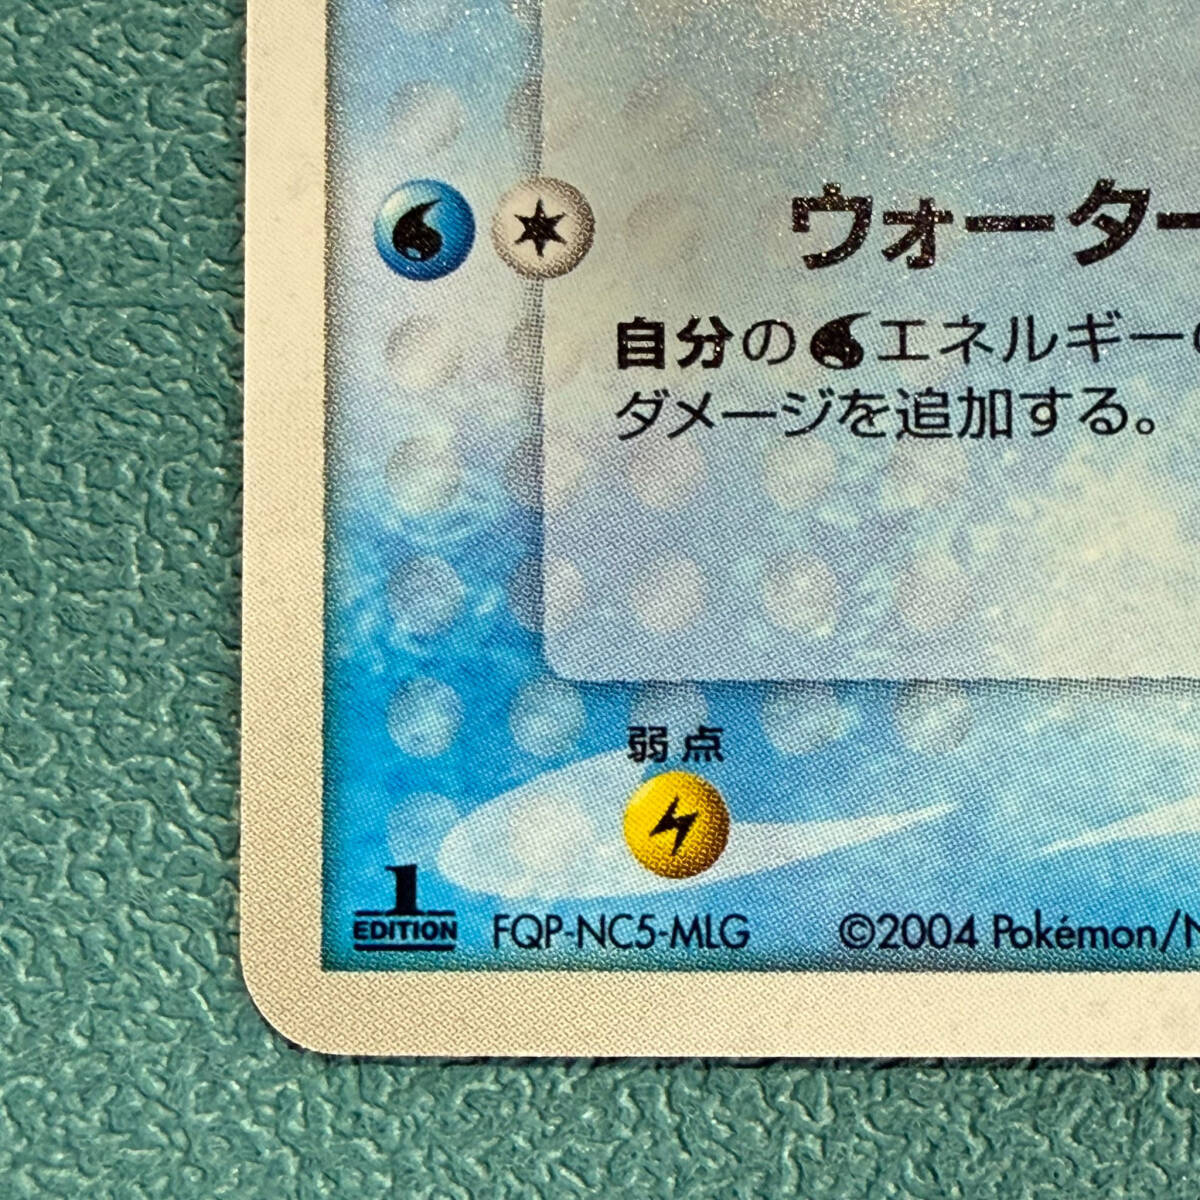 ウォーター
自分のエネルギー
ダメージを追加する。
弱点
1
EDITION FQP-NC5-MLG ©2004 Pokémon/N